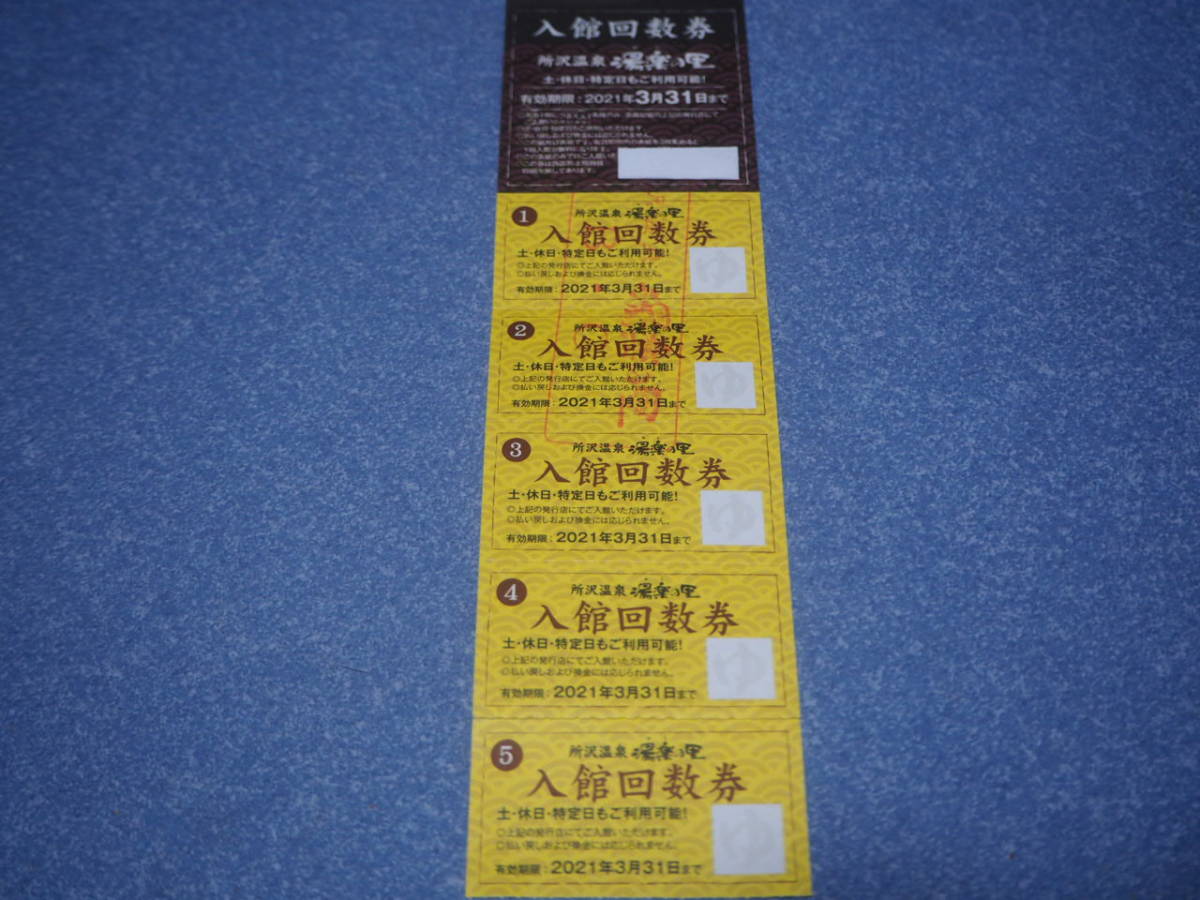 入館回数券
所沢温泉 湯楽の里
土・休日・特定日もご利用可能!
有効期限:2021年3月31日まで
1
所沢温泉 湯楽の里
入館回数券
土・休日・特定日もご利用可能!
◎上記の発行店にてご入館いただけます。
◎払い戻しおよび換金には応じられません。
ゆ
有効期限:2021年3月31日まで
2
所沢温泉 湯楽の里
入館回数券
土・休日・特定日もご利用可能!
◎上記の発行店にてご入館いただけます。
◎払い戻しおよび換金には応じられません。
ゆ
有効期限:2021年3月31日まで
3
所沢温泉 湯楽の里
入館回数券
土・休日・特定日もご利用可能!
◎上記の発行店にてご入館いただけます。
◎払い戻しおよび換金には応じられません。
ゆ
有効期限:2021年3月31日まで
4
所沢温泉 湯楽の里
入館回数券
土・休日・特定日もご利用可能!
◎上記の発行店にてご入館いただけます。
◎払い戻しおよび換金には応じられません。
ゆ
有効期限:2021年3月31日まで
5
所沢温泉 湯楽の里
入館回数券
土・休日・特定日もご利用可能!
◎上記の発行店にてご入館いただけます。
◎払い戻しおよび換金には応じられません。
ゆ
有効期限:2021年3月31日まで